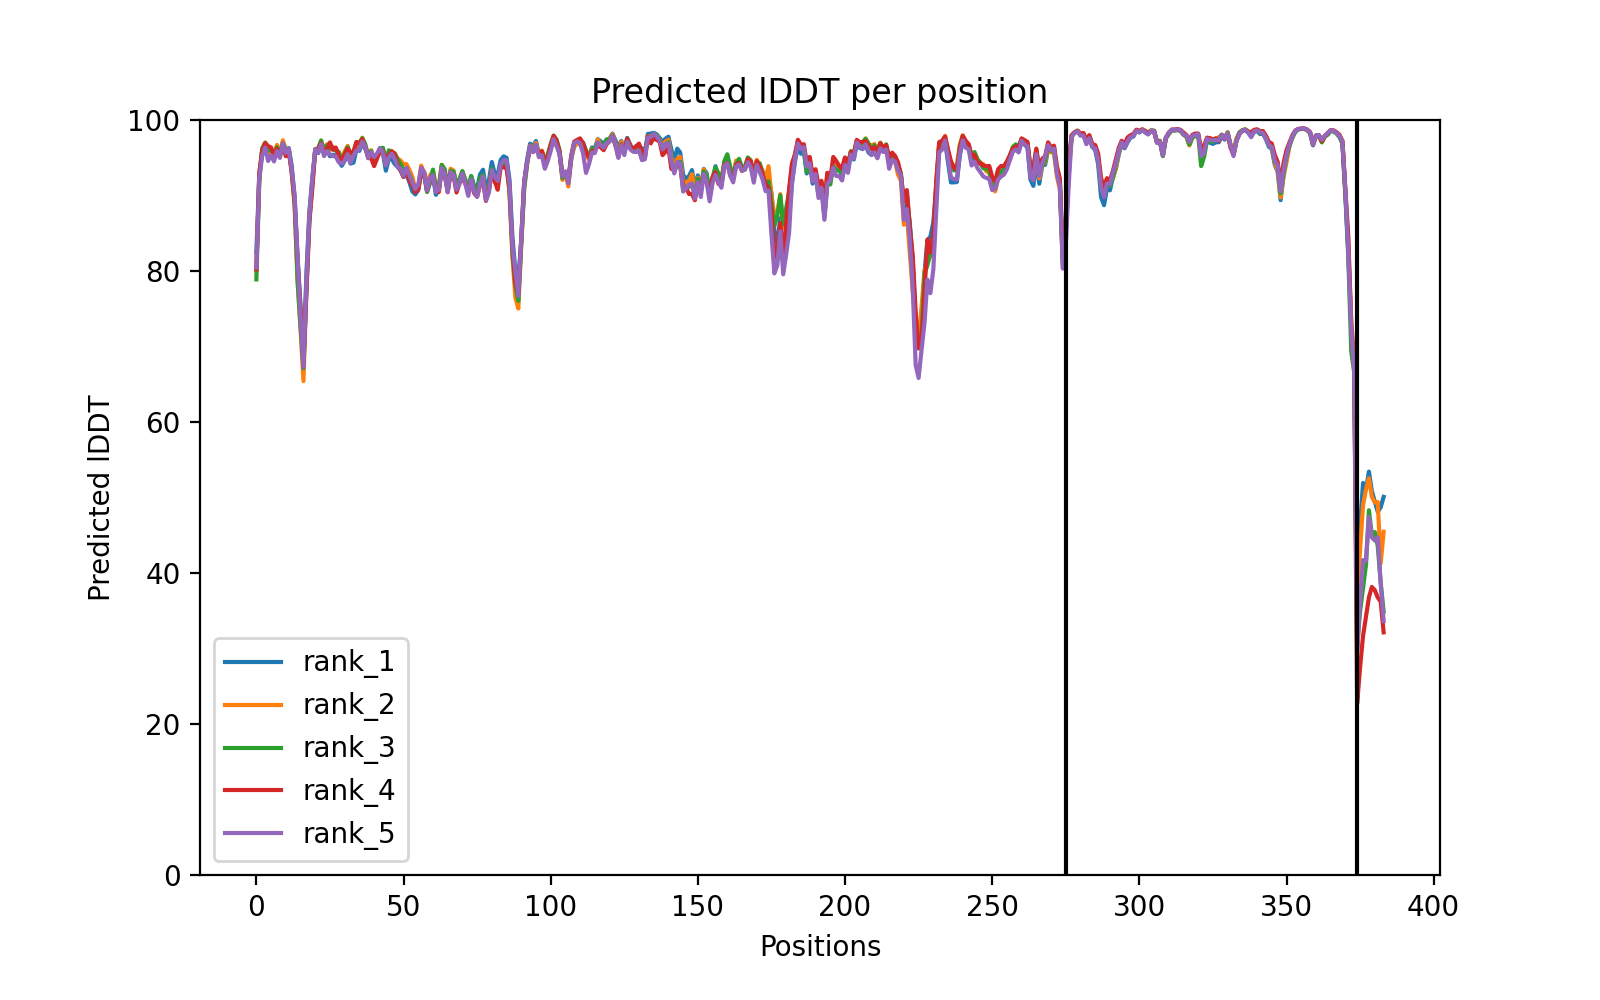 Predicted lDDT per position
100
80
60
40
20
0
Predicted lDDT
rank_1
rank_2
rank_3
rank_4
rank_5
0 50 100 150 200 250 300 350 400
Positions